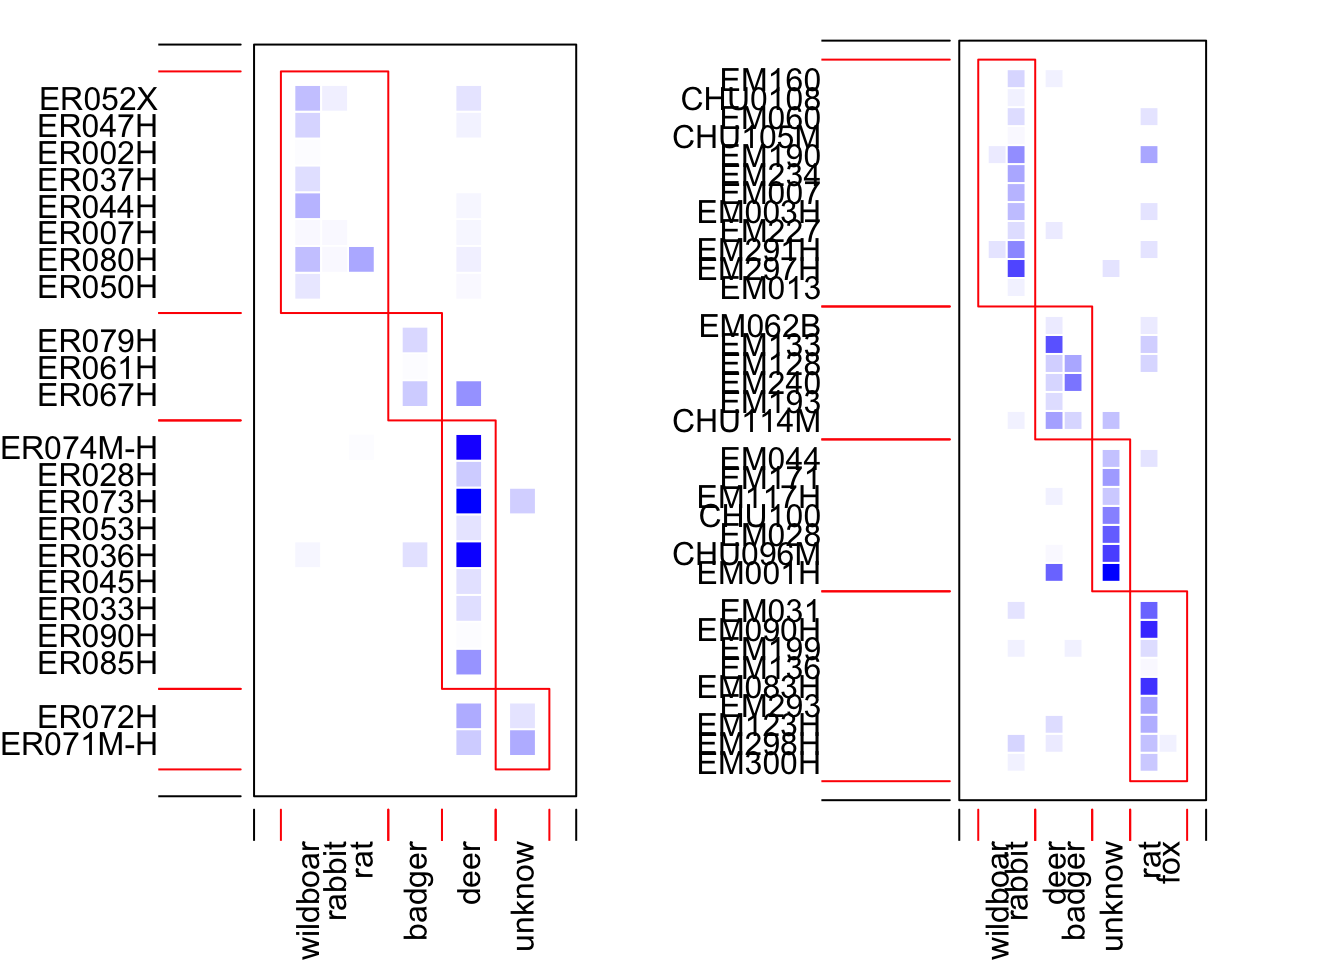 ER052X
ER047H
ER002H
ER037H
ER044H
ER007H
ER080H
ER050H
ER079H
ER061H
ER067H
ER074M-H
ER028H
ER073H
ER053H
ER036H
ER045H
ER033H
ER090H
ER085H
ER072H
ER071M-H
wildboar
rabbit
rat
badger
deer
unknow
EM160
CHU0108
EM060
CHU105M
EM190
EM234
EM007
EM003H
EM227
EM291H
EM297H
EM013
EM062B
EM133
EM128
EM240
EM193
CHU114M
EM044
EM171
EM117H
CHU100
EM028
CHU096M
EM001H
EM031
EM090H
EM199
EM136
EM083H
EM293
EM123H
EM298H
EM300H
wildboar
rabbit
deer
badger
unknow
rat
fox